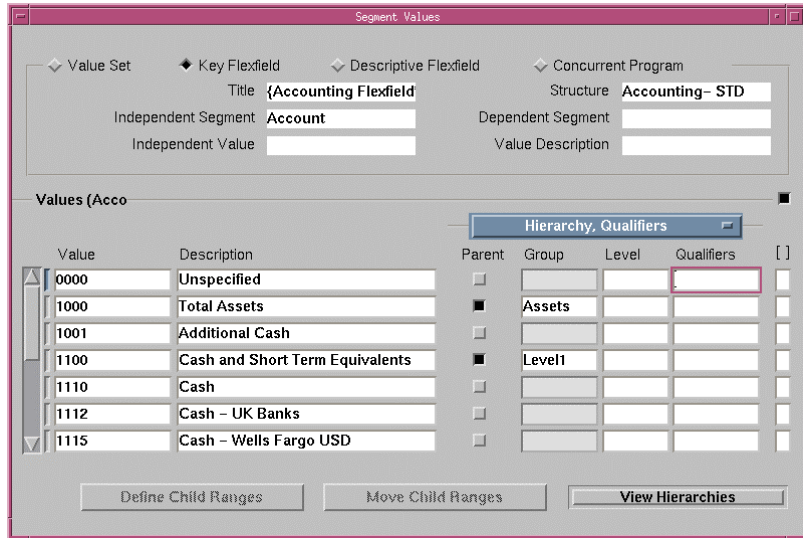 Segment Values
Value Set Key Flexfield Descriptive Flexfield Concurrent Program
Title {Accounting Flexfield' Structure Accounting– STD
Independent Segment Account Dependent Segment
Independent Value Value Description
Values (Acco
Hierarchy, Qualifiers
Value Description Parent Group Level Qualifiers [ ]
0000 Unspecified
1000 Total Assets Assets
1001 Additional Cash
1100 Cash and Short Term Equivalents Level1
1110 Cash
1112 Cash – UK Banks
1115 Cash – Wells Fargo USD
Define Child Ranges Move Child Ranges View Hierarchies